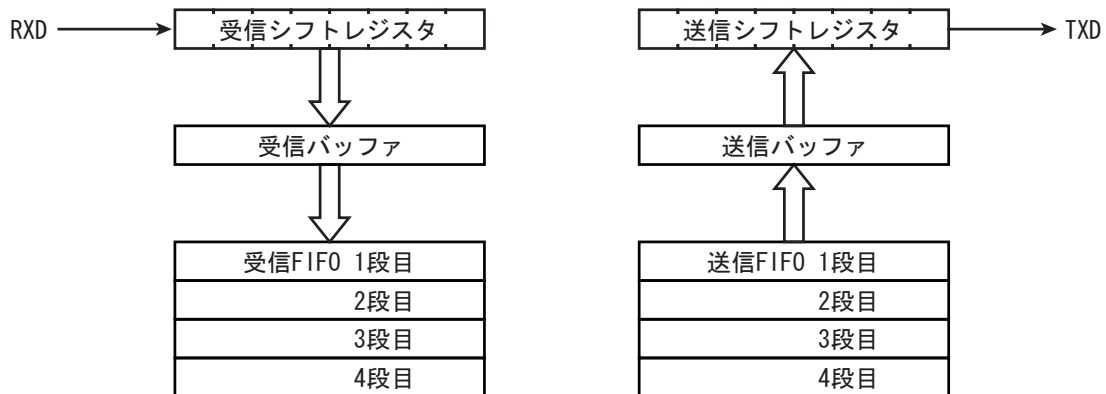 RXD
受信シフトレジスタ
受信バッファ
受信FIFO 1段目
2段目
3段目
4段目
送信シフトレジスタ
TXD
送信バッファ
送信FIFO 1段目
2段目
3段目
4段目